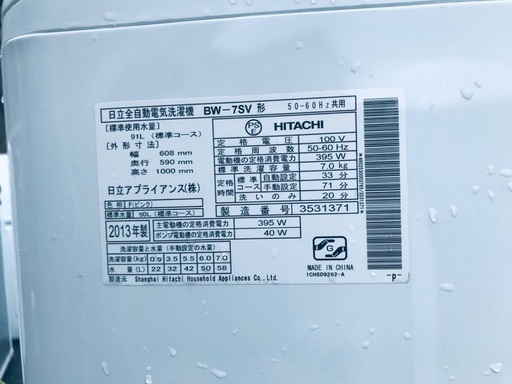 日立全自動電気洗濯機 BW-7SV 形 50-60Hz共用
[標準使用水量]
91L (標準コース)
[外形寸法]
幅 608 mm
奥行 590 mm
高さ 1000 mm
日立アプライアンス(株)
色柄 P(ピンク)
標準水量 90L (標準コース)
PS E HITACHI
定格電圧 100 V
定格周波数 50-60 Hz
電動機の定格消費電力 395 W
標準洗濯容量 7.0 kg
定格時間 標準コース 自動設定 33 分
手動設定 71 分
洗いのみ 20 分
製造番号 3531371
2013年製
主電動機の定格消費電力 395 W
ポンプ電動機の定格消費電力 40 W
洗濯容量と水量 (手動設定の水量)
洗濯容量(kg) 0.5 3.5 5.5 6.0 7.0
水量 (L) 22 32 42 50 58
製造元 Shanghai Hitachi Household Appliances Co.,Ltd.
G
MADE IN CHINA
1CHSD9282-A
-P-